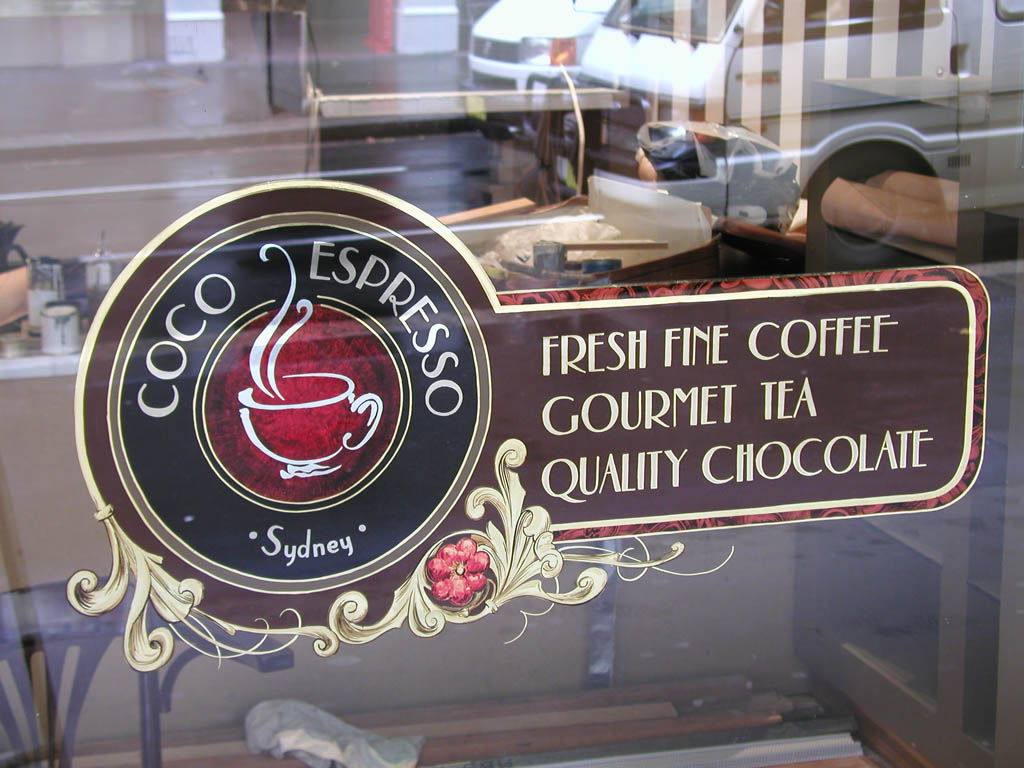 COCO ESPRESSO
Sydney
FRESH FINE COFFEE
GOURMET TEA
QUALITY CHOCOLATE